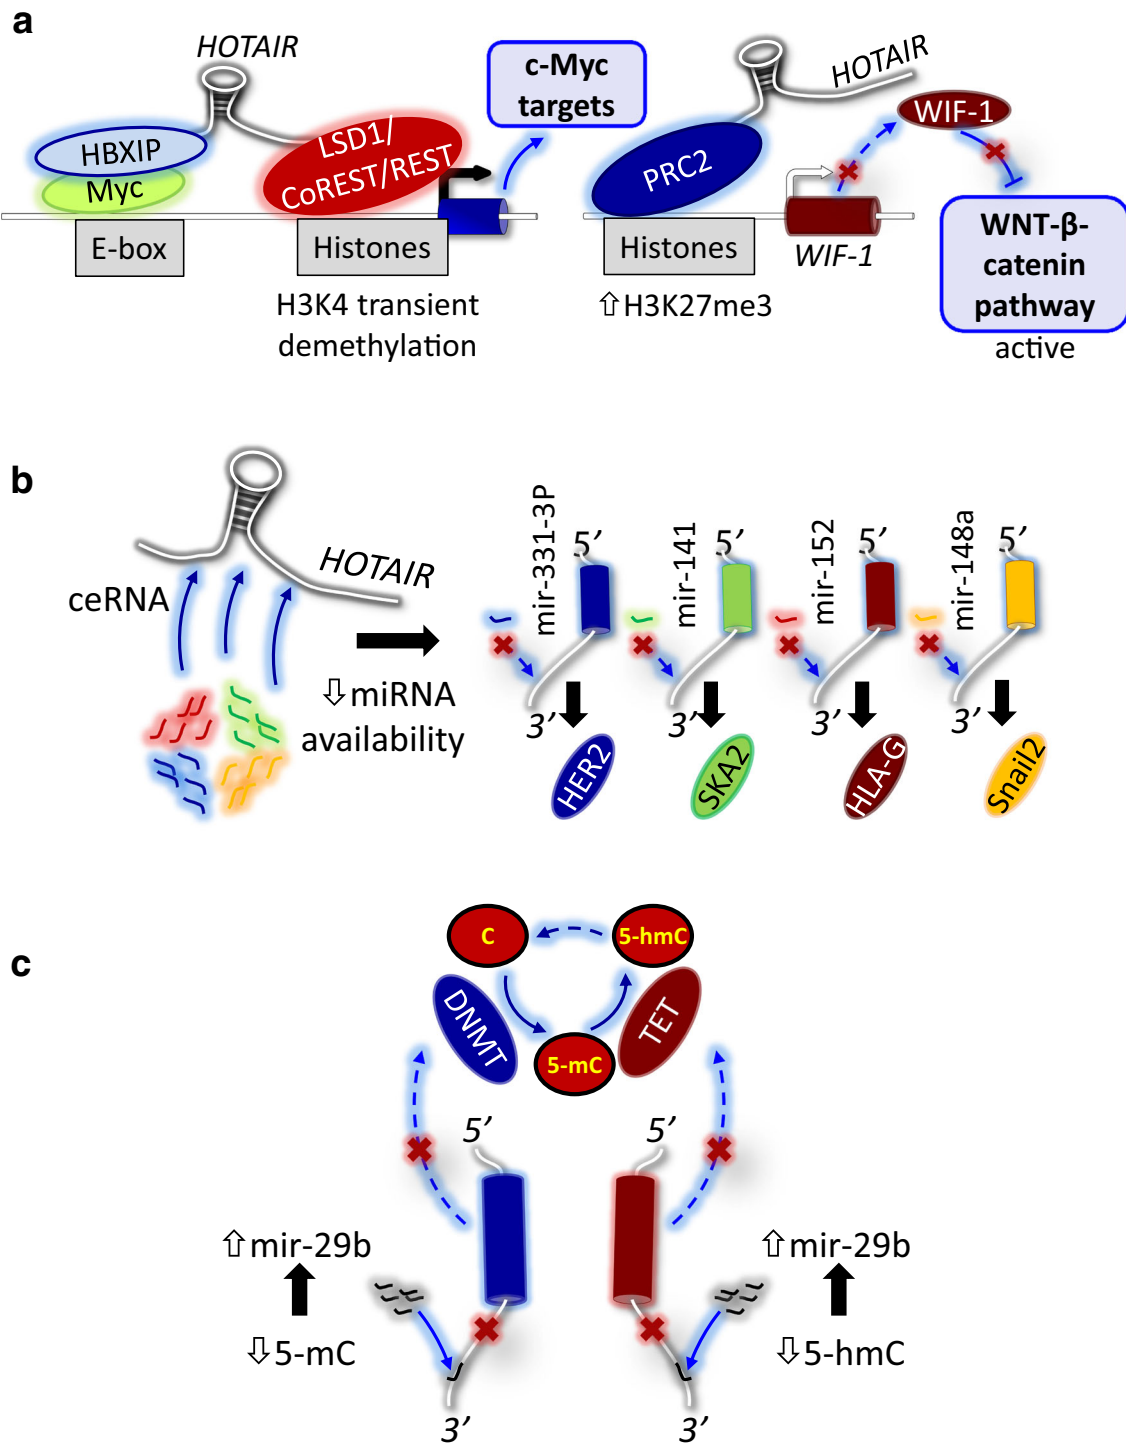 a
HOTAIR
HBXIP
Myc
E-box
LSD1/
CoREST/REST
Histones
H3K4 transient
demethylation
c-Myc
targets
HOTAIR
PRC2
Histones
⇧H3K27me3
WIF-1
WIF-1
WNT-β-
catenin
pathway
active
b
HOTAIR
ceRNA
⇩miRNA
availability
mir-331-3P
5’
3’
HER2
mir-141
5’
3’
SKA2
mir-152
5’
3’
HLA-G
mir-148a
5’
3’
Snail2
c
C
5-hmC
5-mC
DNMT
TET
5’
5’
⇧mir-29b
⇩5-mC
3’
⇧mir-29b
⇩5-hmC
3’